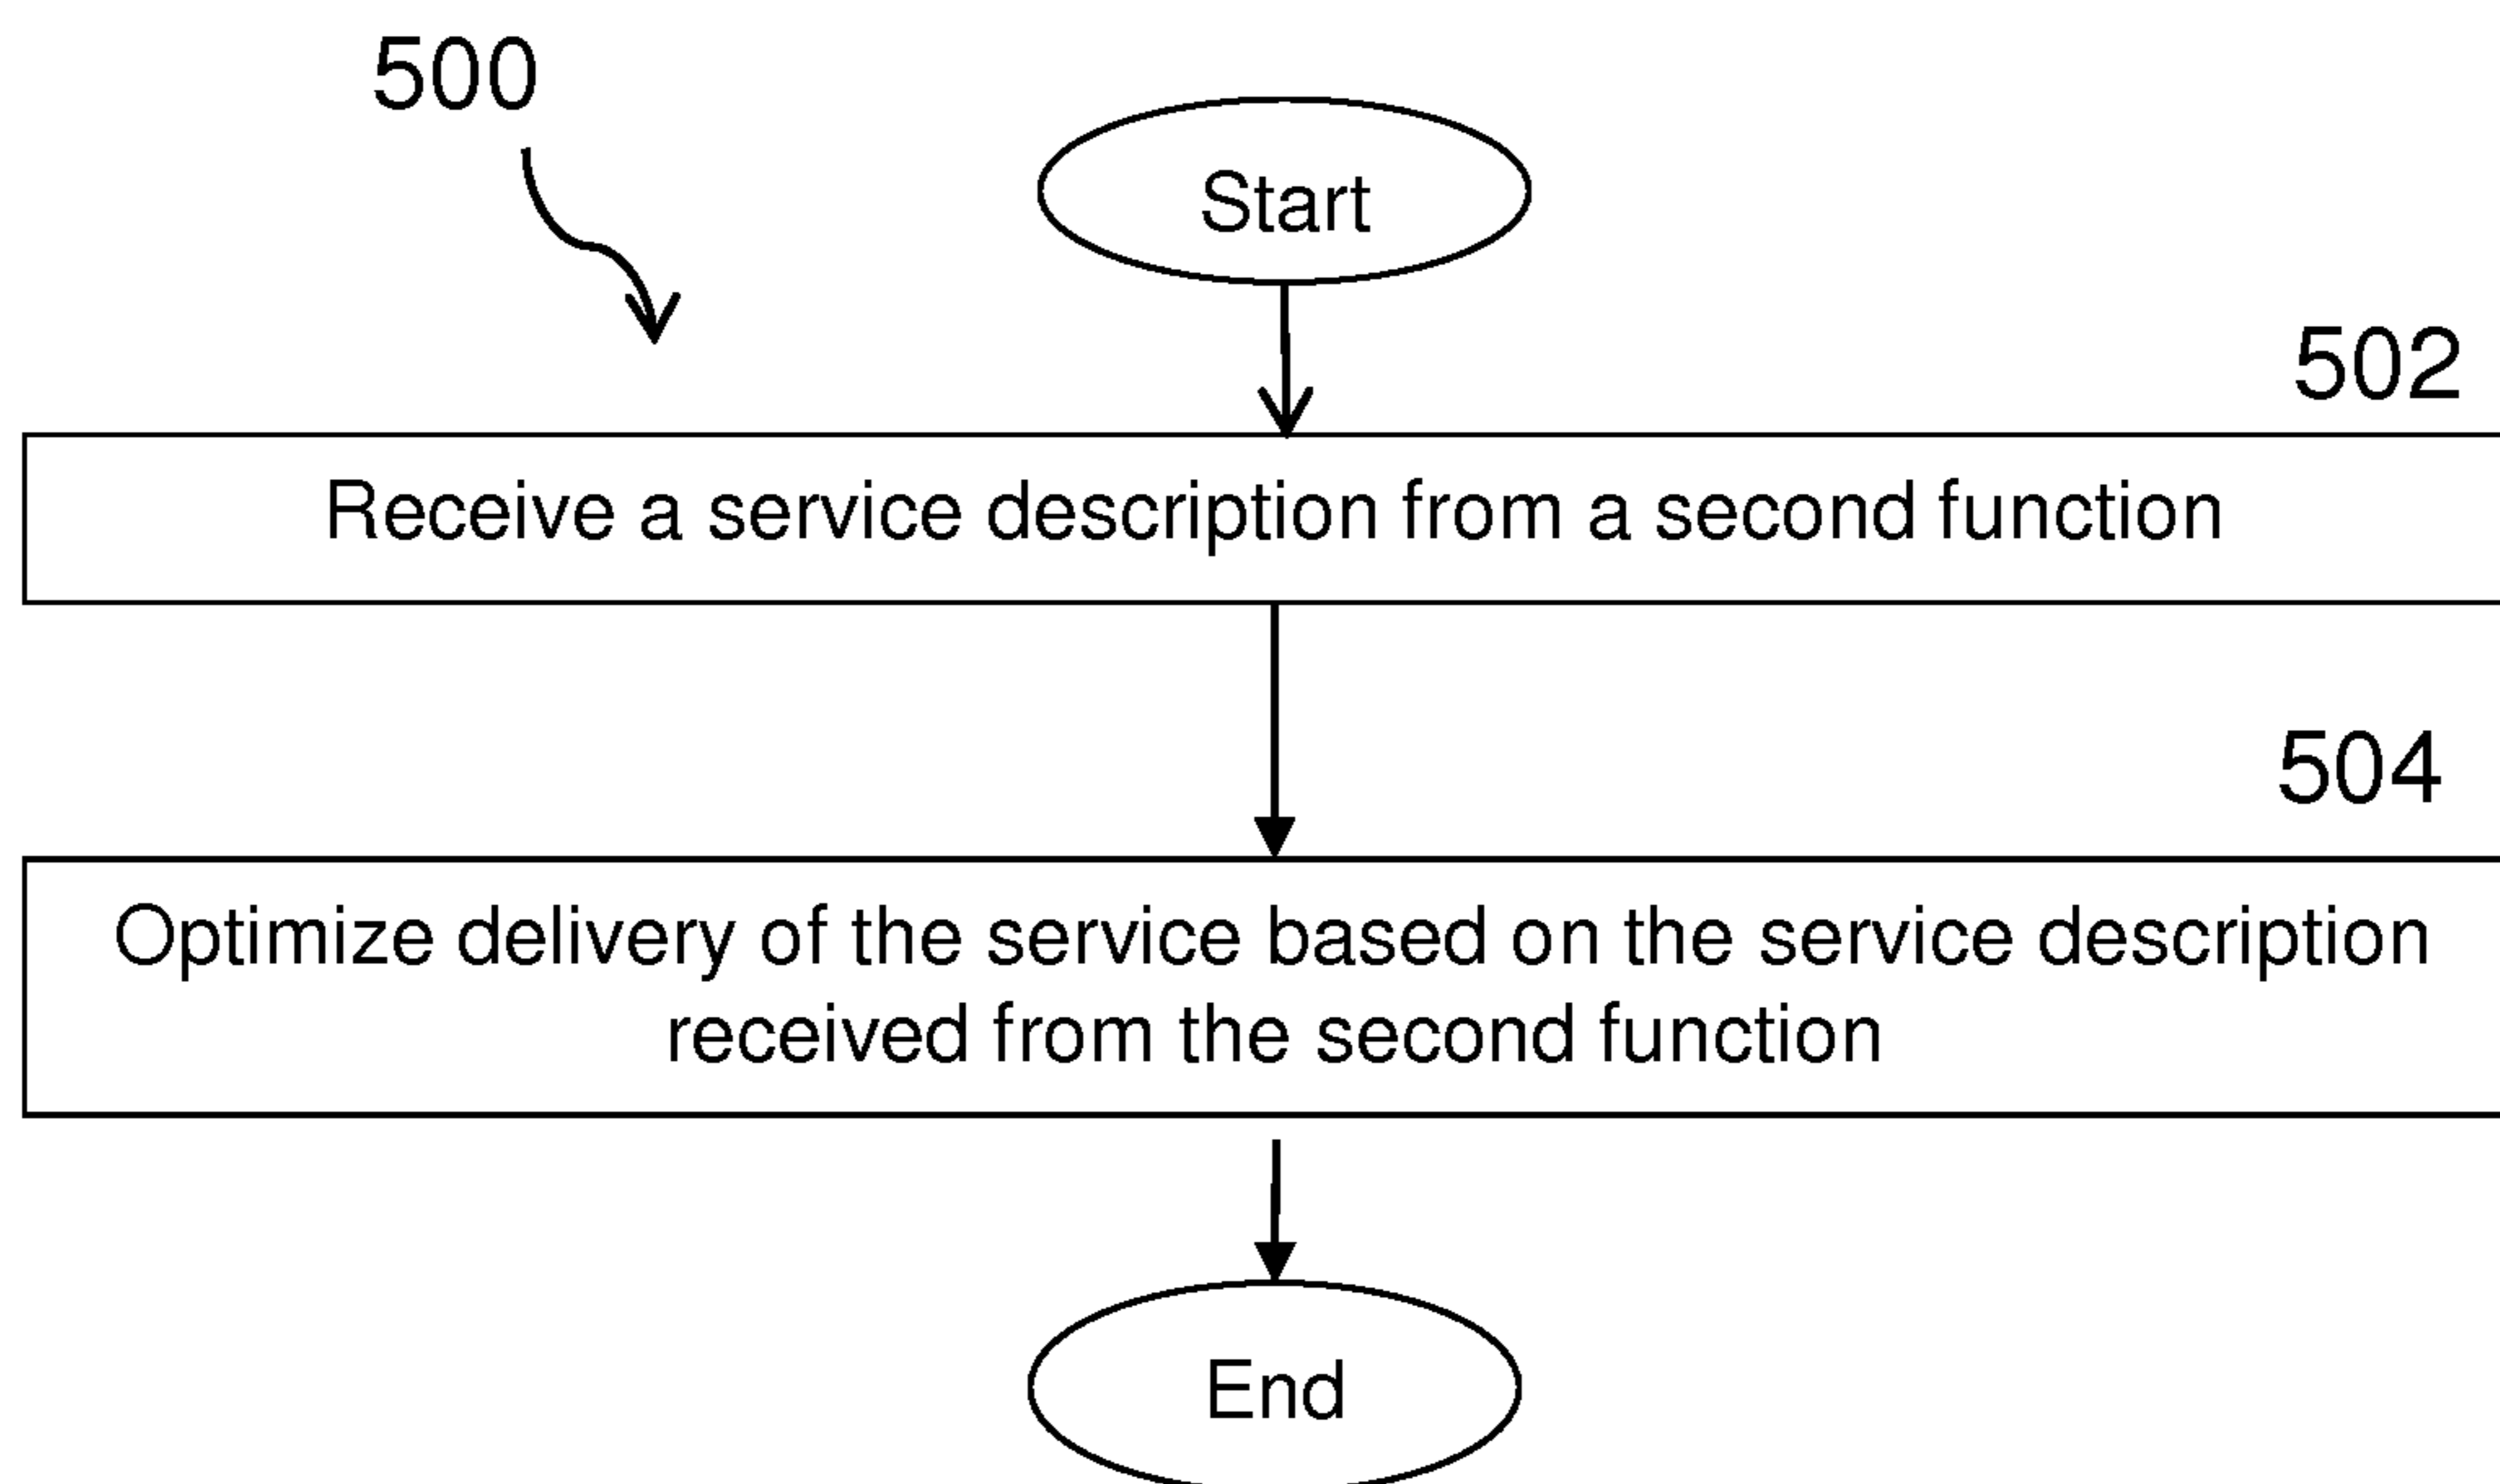 500
Start
502
Receive a service description from a second function
504
Optimize delivery of the service based on the service description
received from the second function
End